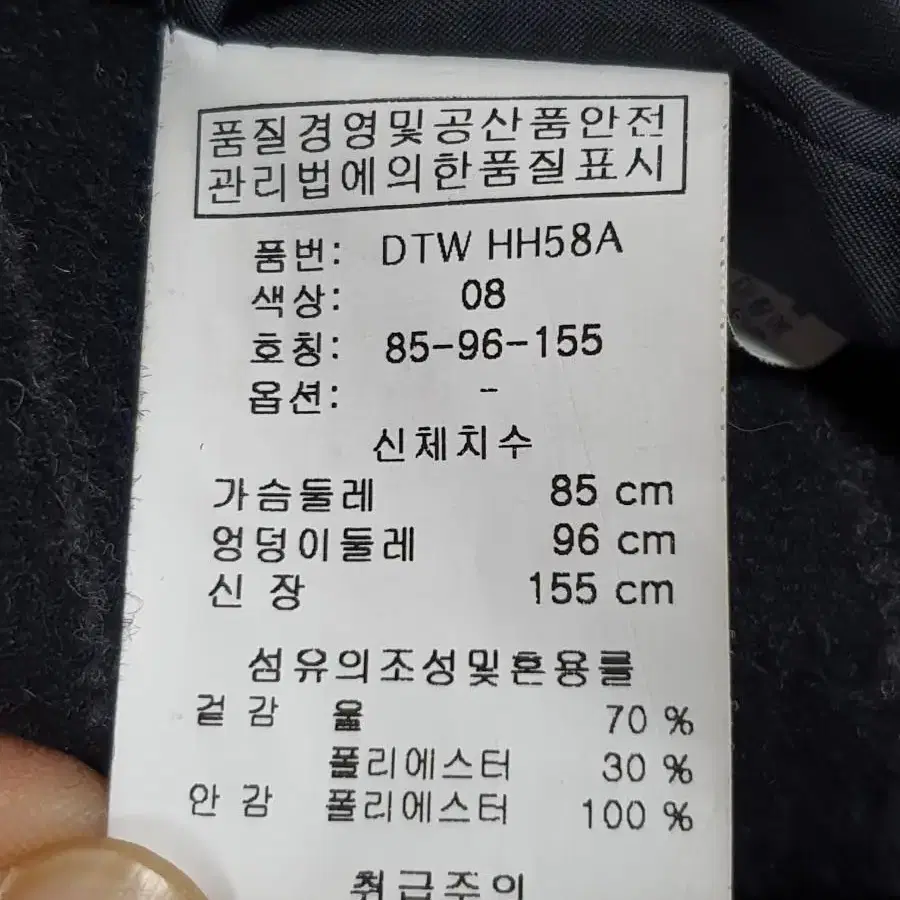 품질경영및공산품안전
관리법에의한품질표시
품번: DTW HH58A
색상: 08
호칭: 85-96-155
옵션: -
신체치수
가슴둘레 85 cm
엉덩이둘레 96 cm
신 장 155 cm
섬유의조성및혼용률
겉 감 울 70 %
폴리에스터 30 %
안 감 폴리에스터 100 %
취급주의